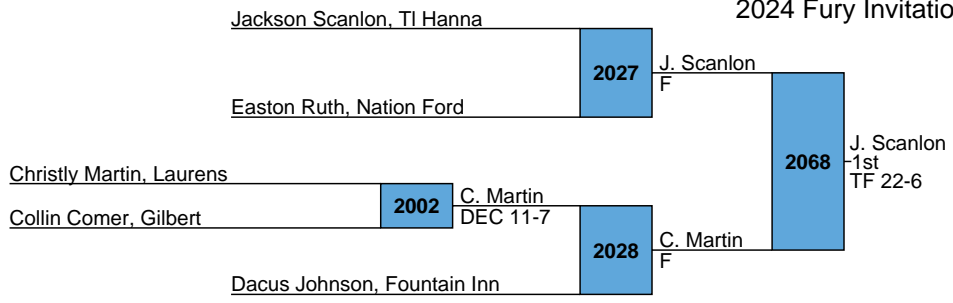 2024 Fury Invitatio
Jackson Scanlon, Tl Hanna
2027
J. Scanlon
F
Easton Ruth, Nation Ford
2068
J. Scanlon
1st
TF 22-6
Christly Martin, Laurens
2002
C. Martin
DEC 11-7
Collin Comer, Gilbert
2028
C. Martin
F
Dacus Johnson, Fountain Inn